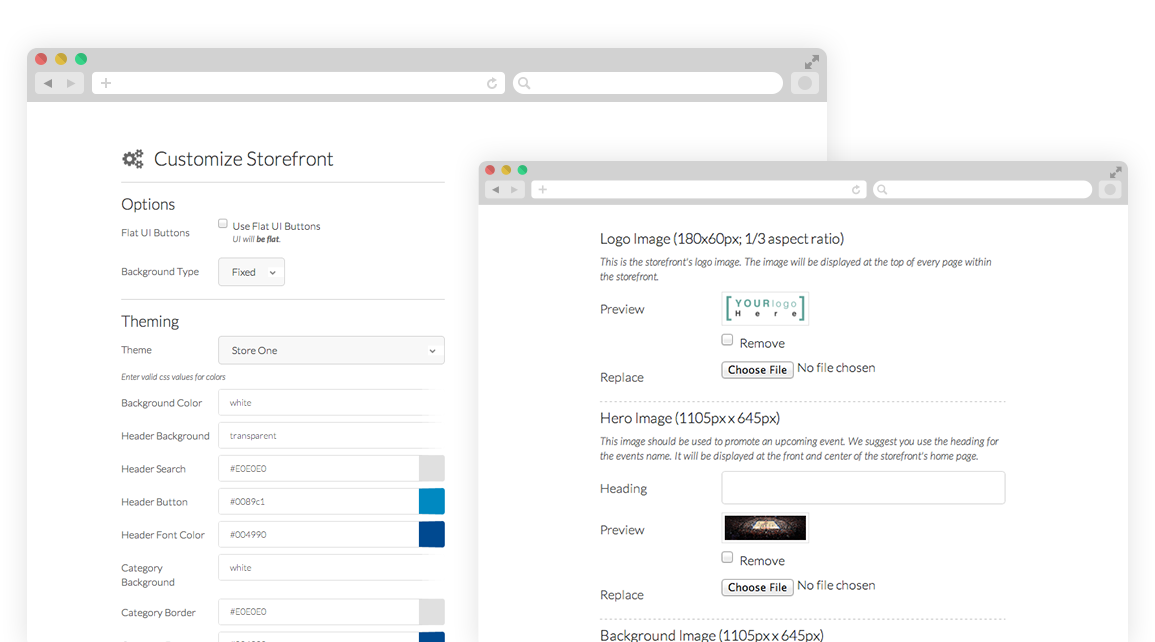 Customize Storefront
Options
Flat UI Buttons
Use Flat UI Buttons
UI will be flat.
Background Type
Fixed
Theming
Theme
Store One
Enter valid css values for colors
Background Color
white
Header Background
transparent
Header Search
#E0E0E0
Header Button
#0089c1
Header Font Color
#004990
Category
Background
white
Category Border
#E0E0E0
Logo Image (180x60px; 1/3 aspect ratio)
This is the storefront's logo image. The image will be displayed at the top of every page within
the storefront.
Preview
YOURlogo
Here
Remove
Replace
Choose File No file chosen
Hero Image (1105px x 645px)
This image should be used to promote an upcoming event. We suggest you use the heading for
the events name. It will be displayed at the front and center of the storefront's home page.
Heading
Preview
Remove
Replace
Choose File No file chosen
Background Image (1105px x 645px)